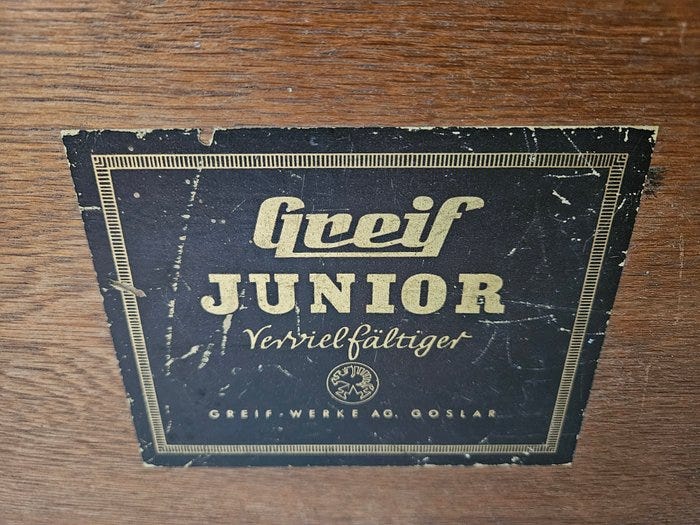 Greif
JUNIOR
Vervielfältiger
GREIF-WERKE AG. GOSLAR